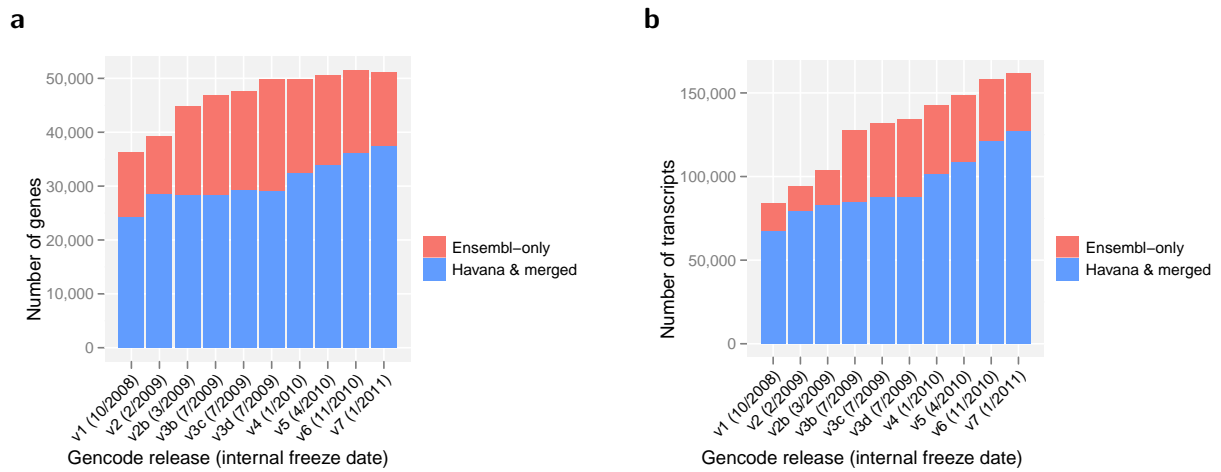 a
Number of genes
50,000
40,000
30,000
20,000
10,000
0
v1 (10/2008)
v2 (2/2009)
v2b (3/2009)
v3b (7/2009)
v3c (7/2009)
v3d (7/2009)
v4 (1/2010)
v5 (4/2010)
v6 (11/2010)
v7 (1/2011)
Gencode release (internal freeze date)
Ensembl−only
Havana & merged
b
Number of transcripts
150,000
100,000
50,000
0
v1 (10/2008)
v2 (2/2009)
v2b (3/2009)
v3b (7/2009)
v3c (7/2009)
v3d (7/2009)
v4 (1/2010)
v5 (4/2010)
v6 (11/2010)
v7 (1/2011)
Gencode release (internal freeze date)
Ensembl−only
Havana & merged